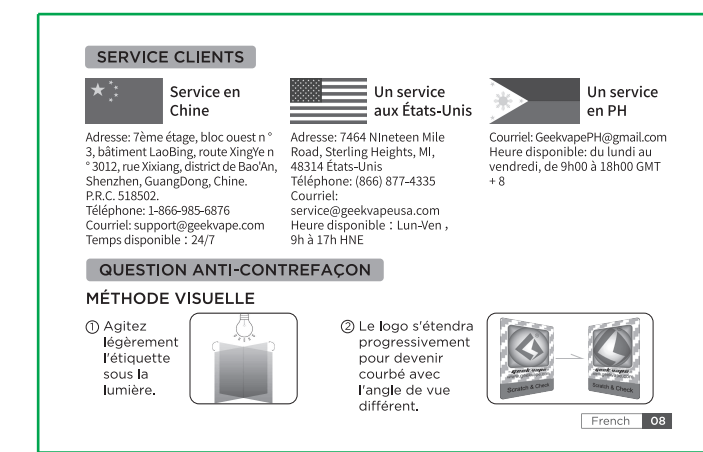 SERVICE CLIENTS
Service en
Chine
Adresse: 7ème étage, bloc ouest n °
3, bâtiment LaoBing, route XingYe n
° 3012, rue Xixiang, district de Bao'An,
Shenzhen, GuangDong, Chine.
P.R.C. 518502.
Téléphone: 1-866-985-6876
Courriel: support@geekvape.com
Temps disponible : 24/7
Un service
aux États-Unis
Adresse: 7464 NIneteen Mile
Road, Sterling Heights, MI,
48314 États-Unis
Téléphone: (866) 877-4335
Courriel:
service@geekvapeusa.com
Heure disponible : Lun-Ven ,
9h à 17h HNE
Un service
en PH
Courriel: GeekvapePH@gmail.com
Heure disponible: du lundi au
vendredi, de 9h00 à 18h00 GMT
+ 8
QUESTION ANTI-CONTREFAÇON
MÉTHODE VISUELLE
① Agitez
légèrement
l'étiquette
sous la
lumière.
② Le logo s'étendra
progressivement
pour devenir
courbé avec
l'angle de vue
différent.
geek vape
Scratch & Check
geek vape
Scratch & Check
French 08